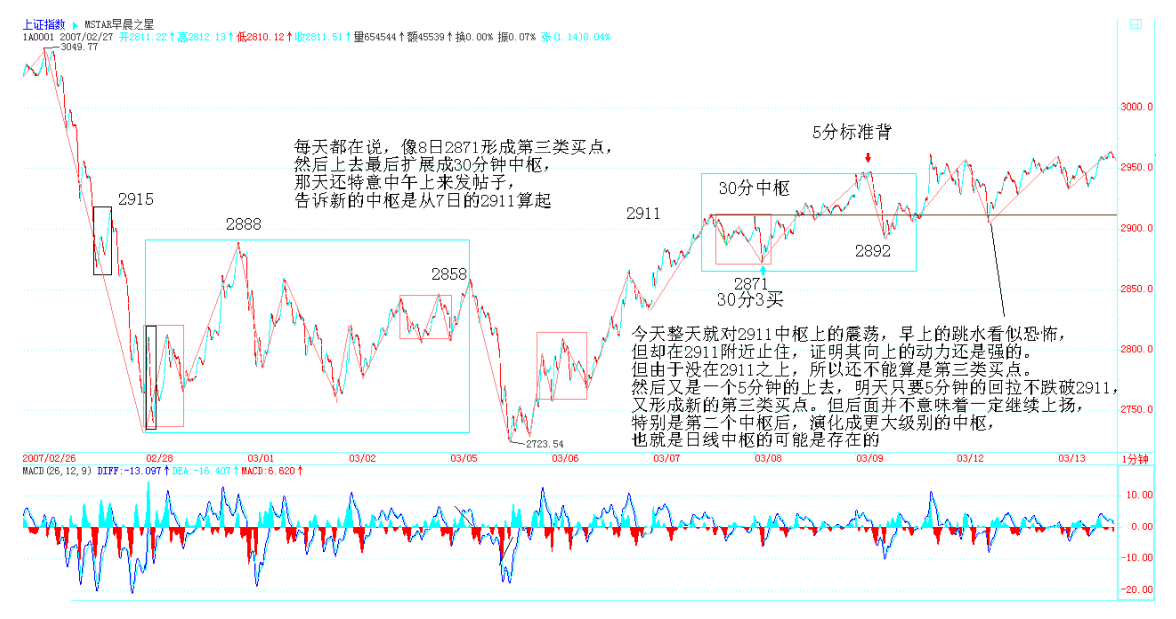 上证指数 MSTAR早晨之星
1A0001 2007/02/27 开2811.22↑高2812.13↑低2810.12↑收2811.51↑量654544↑额45539↑换0.00% 振0.07% 涨(1.14)0.04%
3049.77
3000.0
5分标准背
每天都在说，像8日2871形成第三类买点，
然后上去最后扩展成30分钟中枢，
那天还特意中午上来发帖子，
告诉新的中枢是从7日的2911算起
2950.0
30分中枢
2915
2911
2888
2900.0
2892
2858
2871
30分3买
2850.0
今天整天就对2911中枢上的震荡，早上的跳水看似恐怖，
但却在2911附近止住，证明其向上的动力还是强的。
但由于没在2911之上，所以还不能算是第三类买点。
然后又是一个5分钟的上去，明天只要5分钟的回拉不跌破2911，
又形成新的第三类买点。但后面并不意味着一定继续上扬，
特别是第二个中枢后，演化成更大级别的中枢，
也就是日线中枢的可能是存在的
2800.0
2750.0
2723.54
2007/02/26 02/28 03/01 03/02 03/05 03/06 03/07 03/08 03/09 03/12 03/13 1分钟
MACD(26,12,9) DIFF:-13.097↑DEA:-16.407↑MACD:6.620↑
10.00
0.00
-10.00
-20.00